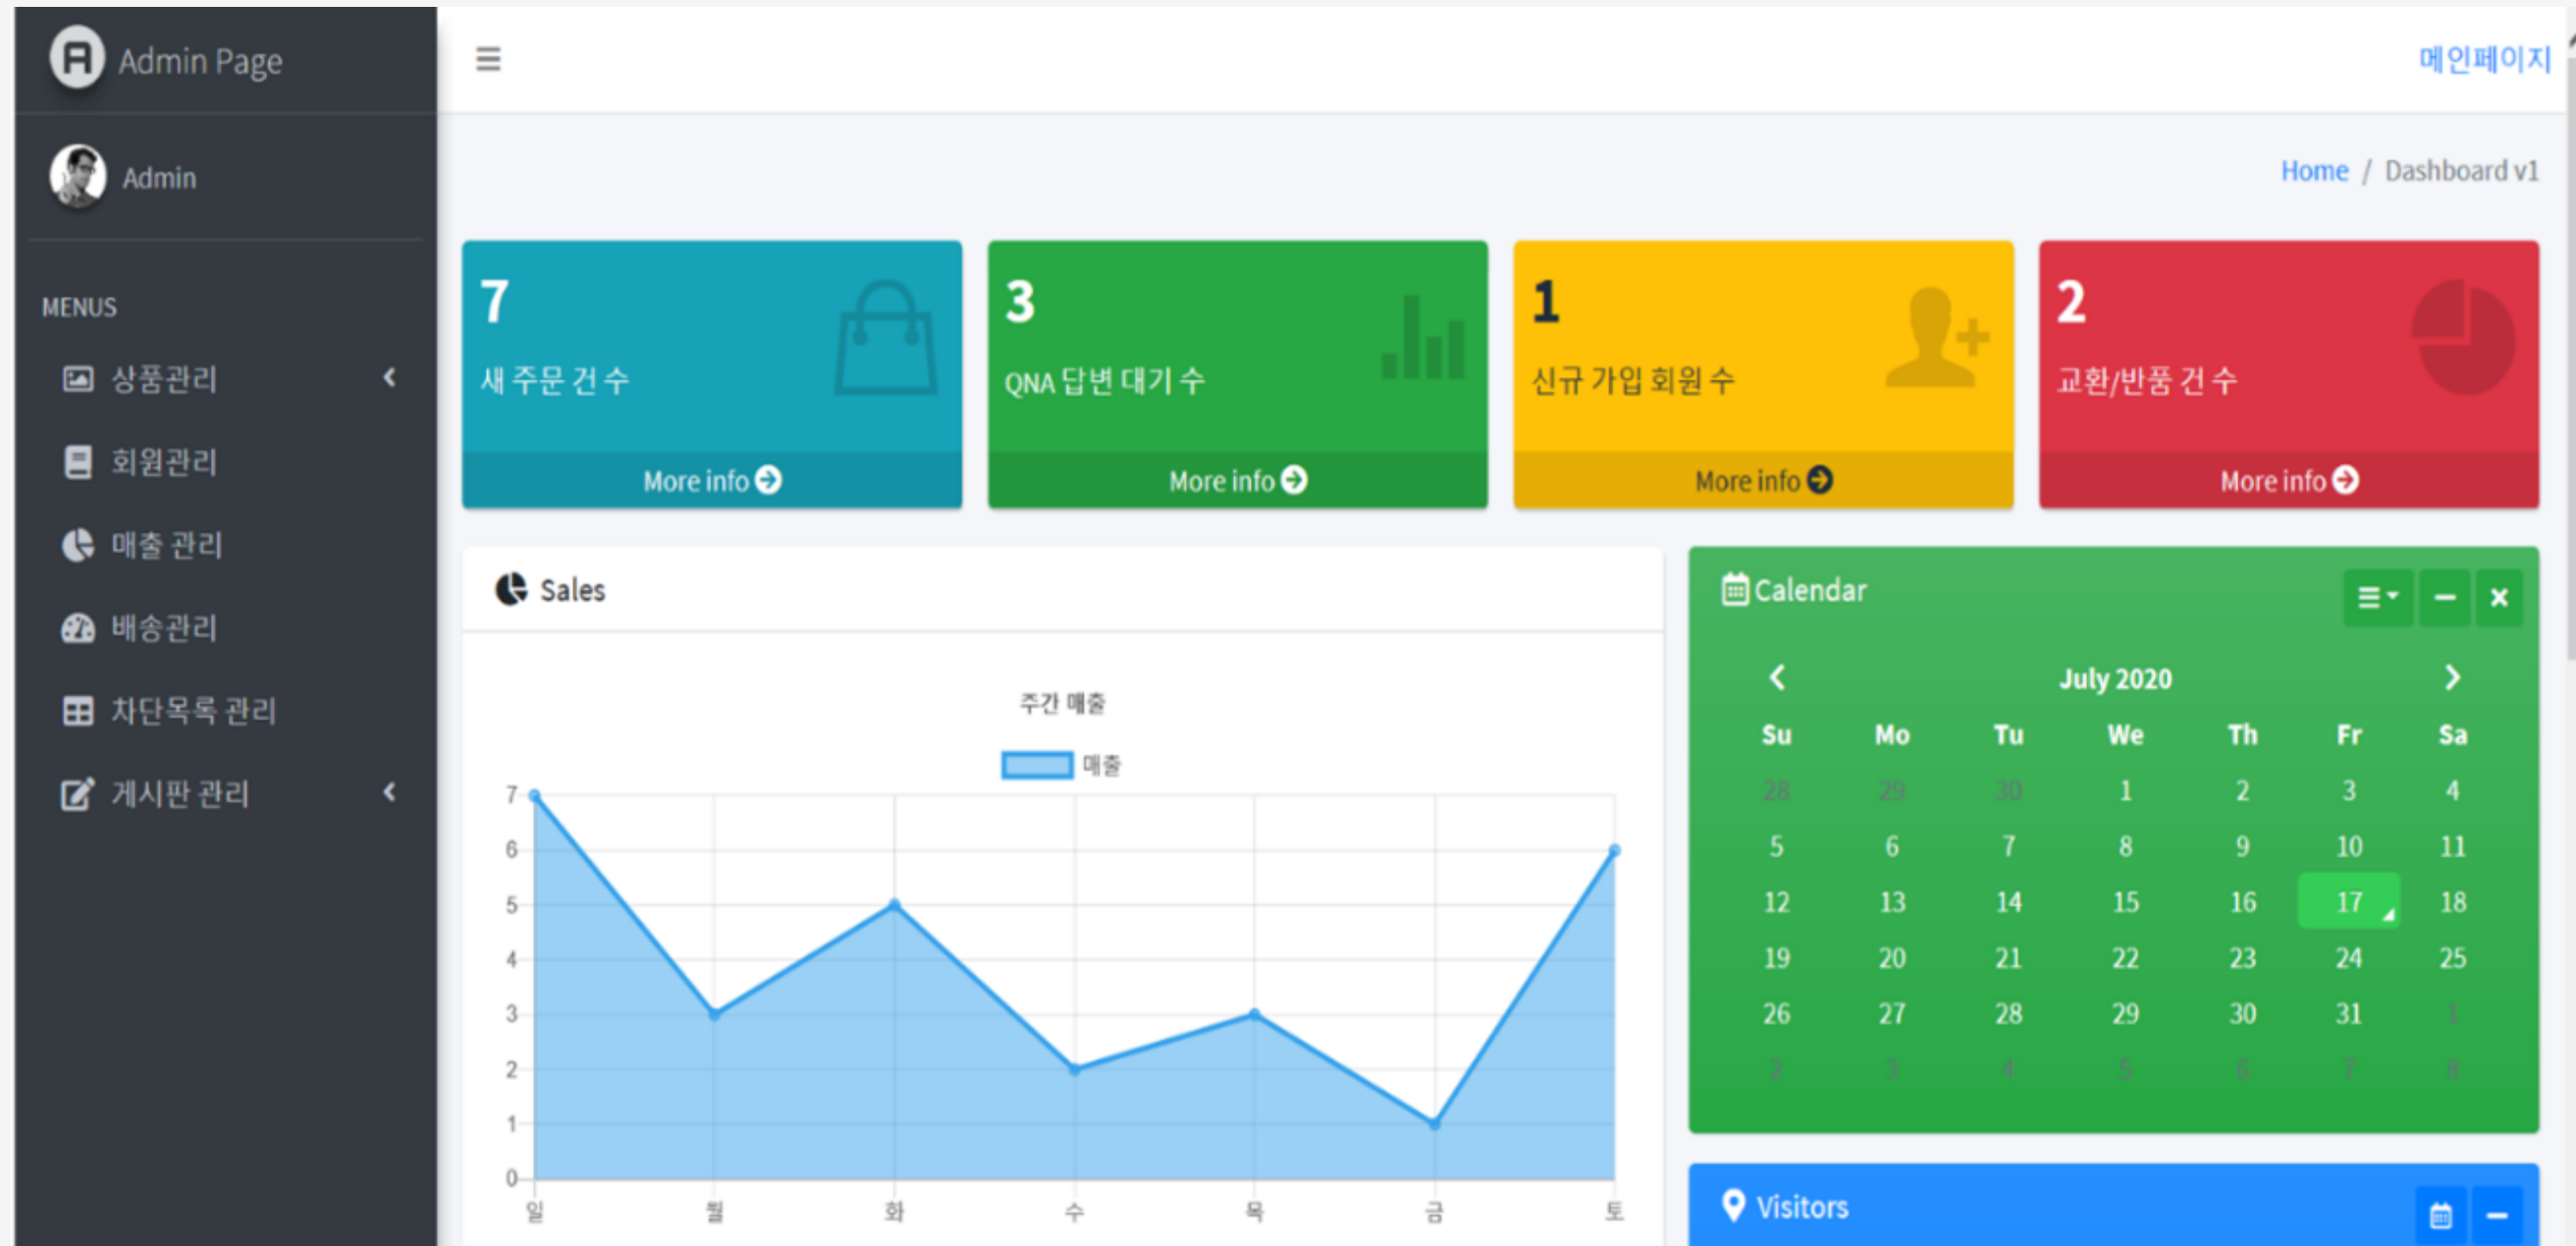 Admin Page
메인페이지
Admin
Home / Dashboard v1
MENUS
상품관리
회원관리
매출 관리
배송관리
차단목록 관리
게시판 관리
7
새 주문 건 수
More info
3
QNA 답변 대기 수
More info
1
신규 가입 회원 수
More info
2
교환/반품 건 수
More info
Sales
주간 매출
매출
7
6
5
4
3
2
1
0
일 월 화 수 목 금 토
Calendar
July 2020
Su Mo Tu We Th Fr Sa
28 29 30 1 2 3 4
5 6 7 8 9 10 11
12 13 14 15 16 17 18
19 20 21 22 23 24 25
26 27 28 29 30 31 1
2 3 4 5 6 7 8
Visitors